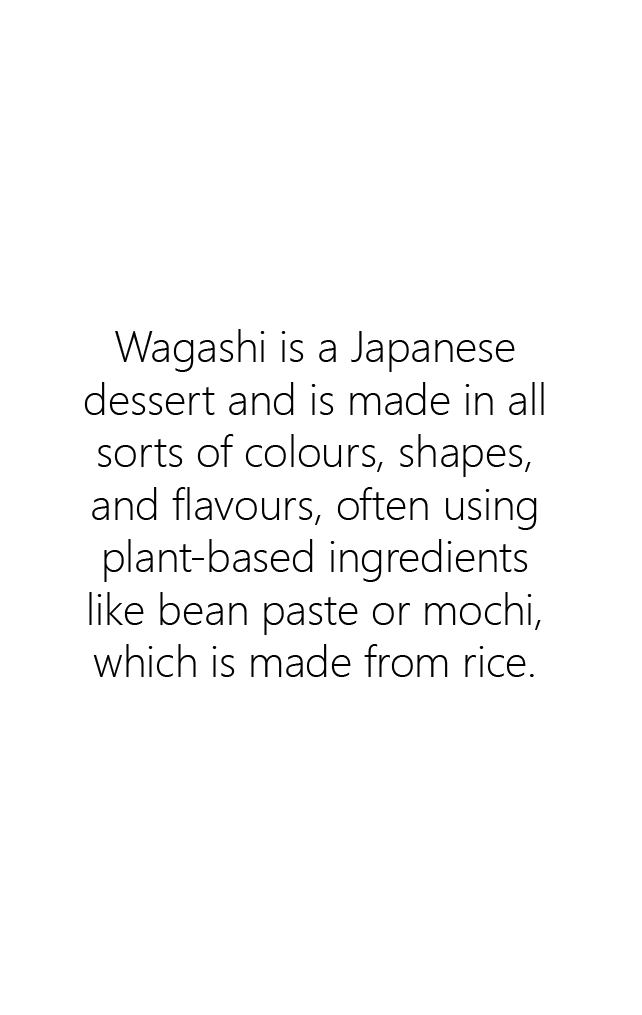 Wagashi is a Japanese
dessert and is made in all
sorts of colours, shapes,
and flavours, often using
plant-based ingredients
like bean paste or mochi,
which is made from rice.